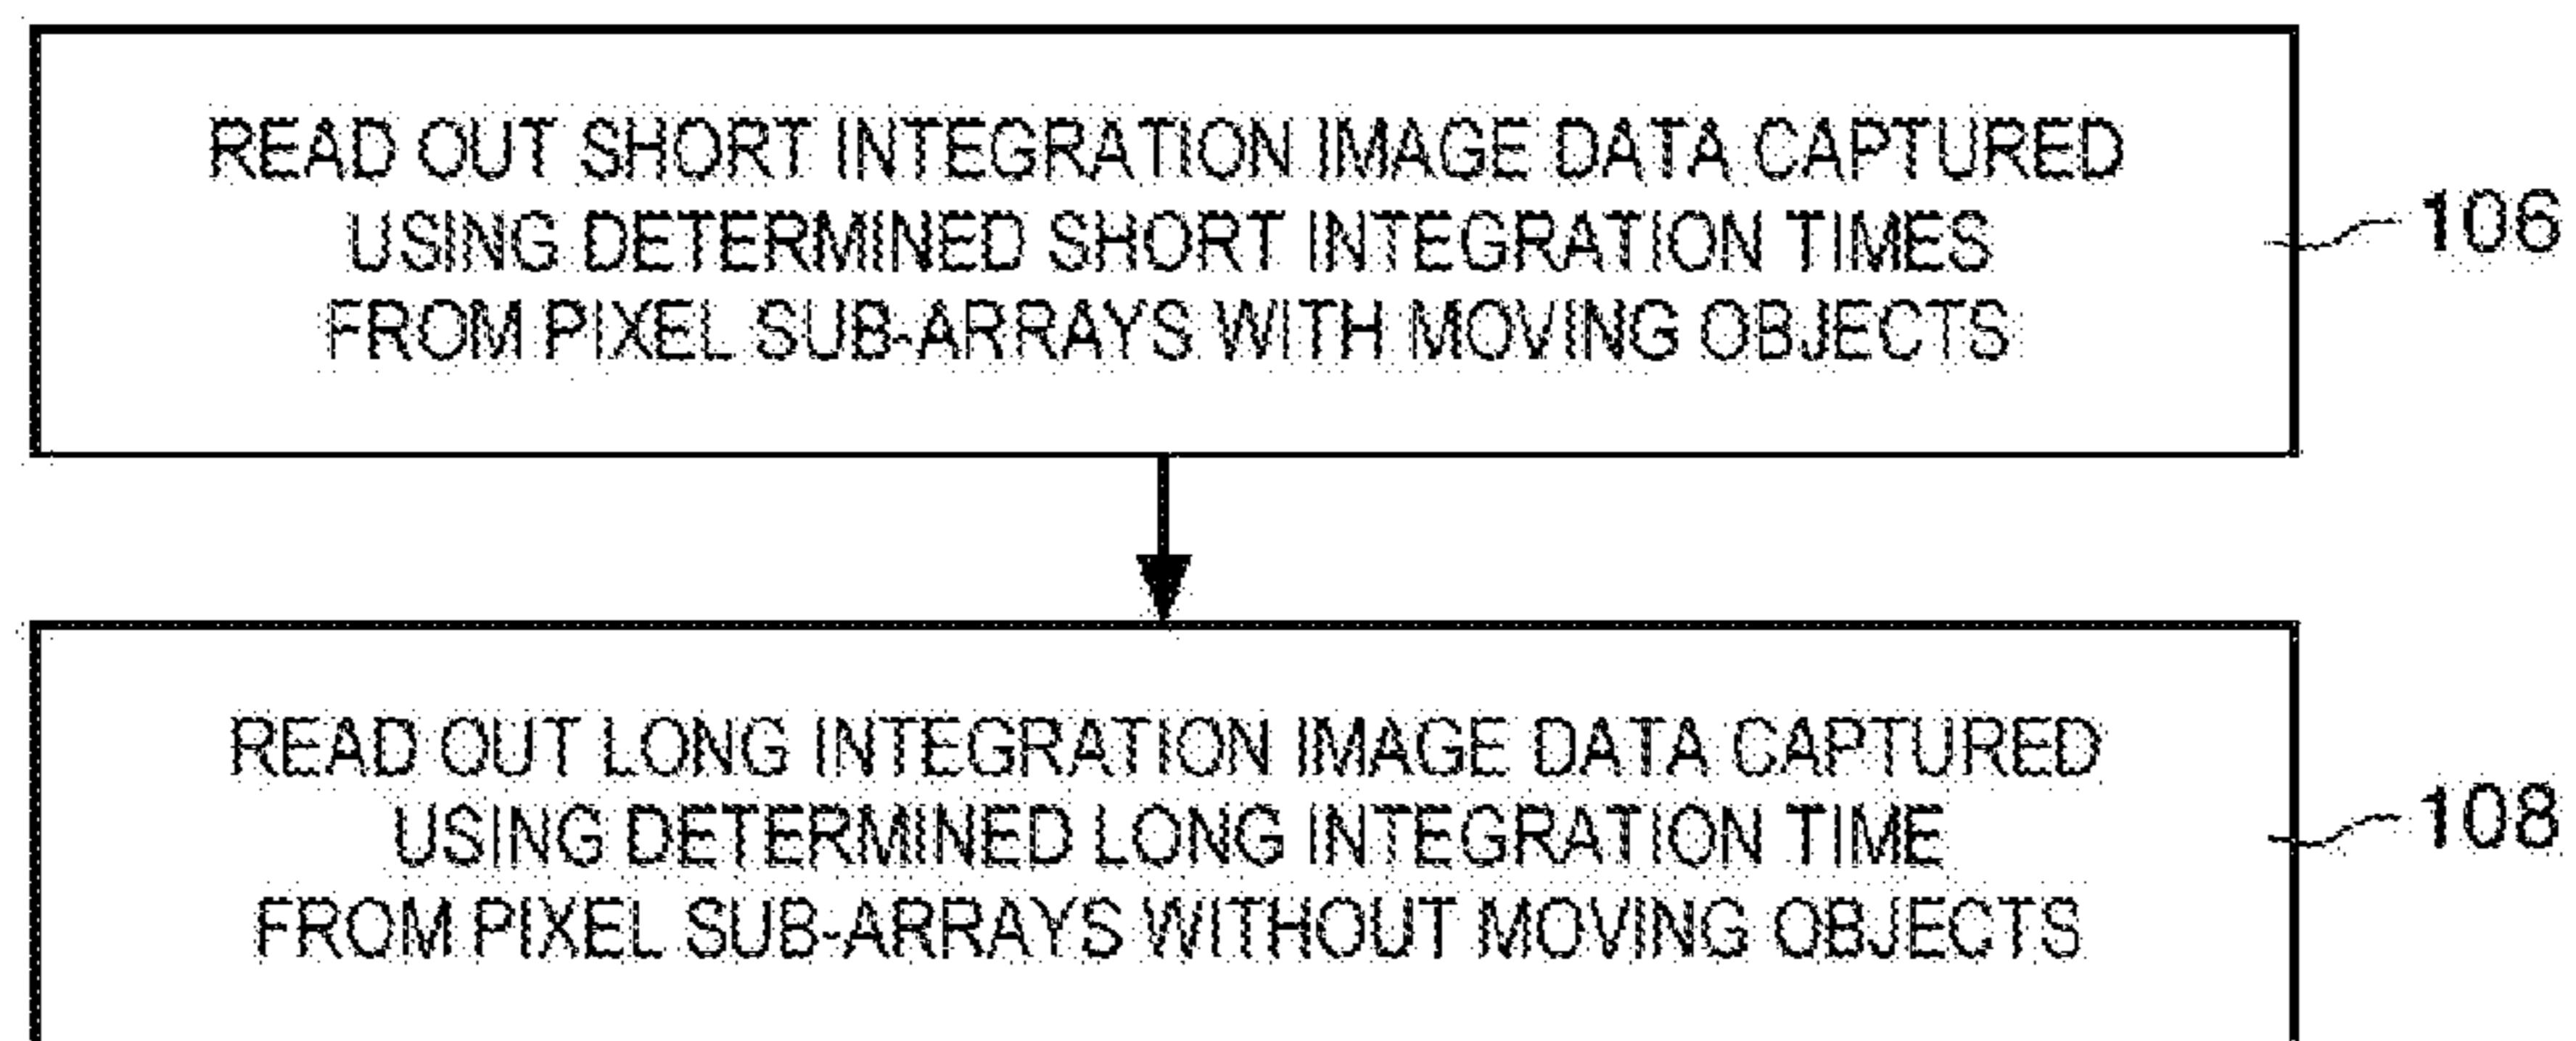 READ OUT SHORT INTEGRATION IMAGE DATA CAPTURED
USING DETERMINED SHORT INTEGRATION TIMES
FROM PIXEL SUB-ARRAYS WITH MOVING OBJECTS
106
READ OUT LONG INTEGRATION IMAGE DATA CAPTURED
USING DETERMINED LONG INTEGRATION TIME
FROM PIXEL SUB-ARRAYS WITHOUT MOVING OBJECTS
108